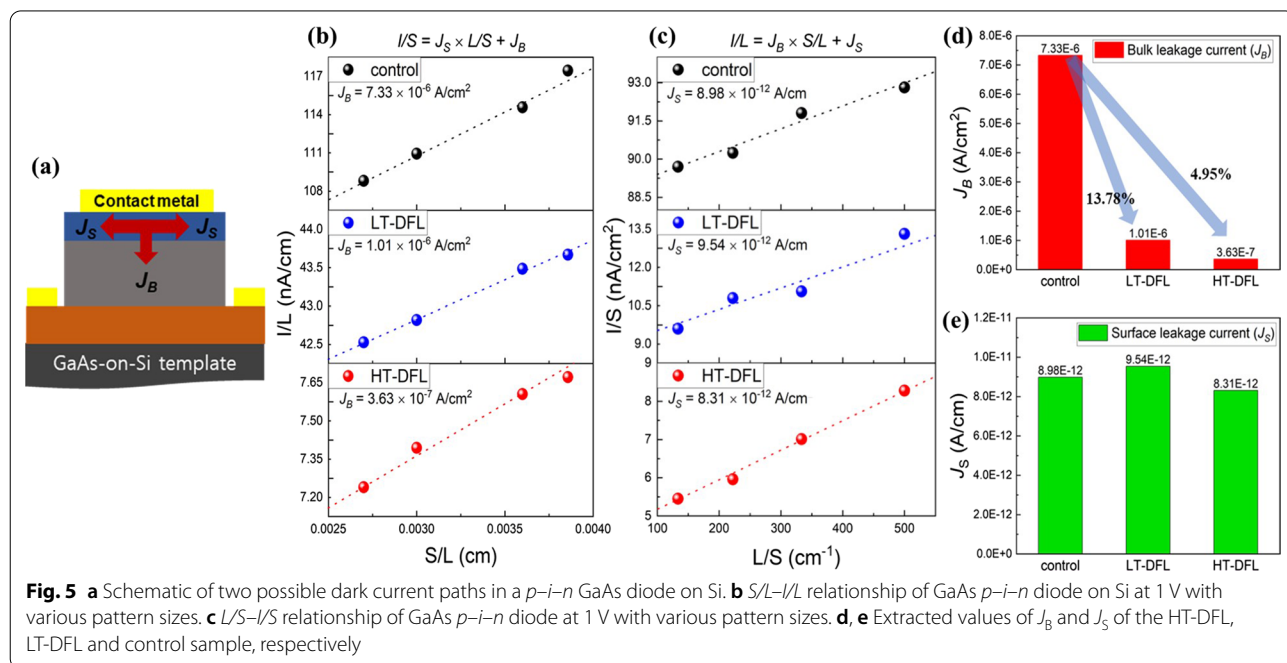 (a)
Contact metal
J_S J_S
J_B
GaAs-on-Si template
(b)
I/S = J_S × L/S + J_B
control
J_B = 7.33 × 10⁻⁶ A/cm²
117
114
111
108
LT-DFL
J_B = 1.01 × 10⁻⁶ A/cm²
44.0
43.5
43.0
42.5
I/L (nA/cm)
HT-DFL
J_B = 3.63 × 10⁻⁷ A/cm²
7.65
7.50
7.35
7.20
0.0025 0.0030 0.0035 0.0040
S/L (cm)
(c)
I/L = J_B × S/L + J_S
control
J_S = 8.98 × 10⁻¹² A/cm
93.0
91.5
90.0
88.5
LT-DFL
J_S = 9.54 × 10⁻¹² A/cm
13.5
12.0
10.5
9.0
9
I/S (nA/cm²)
HT-DFL
J_S = 8.31 × 10⁻¹² A/cm
8
7
6
5
100 200 300 400 500
L/S (cm⁻¹)
(d)
8.0E-6
7.0E-6
6.0E-6
5.0E-6
4.0E-6
3.0E-6
2.0E-6
1.0E-6
0.0E+0
J_B (A/cm²)
Bulk leakage current (J_B)
7.33E-6
13.78%
4.95%
1.01E-6
3.63E-7
control LT-DFL HT-DFL
(e)
1.2E-11
1.0E-11
8.0E-12
6.0E-12
4.0E-12
2.0E-12
0.0E+0
J_S (A/cm)
Surface leakage current (J_S)
8.98E-12
9.54E-12
8.31E-12
control LT-DFL HT-DFL
Fig. 5 a Schematic of two possible dark current paths in a p–i–n GaAs diode on Si. b S/L–I/L relationship of GaAs p–i–n diode on Si at 1 V with
various pattern sizes. c L/S–I/S relationship of GaAs p–i–n diode at 1 V with various pattern sizes. d, e Extracted values of J_B and J_S of the HT-DFL,
LT-DFL and control sample, respectively